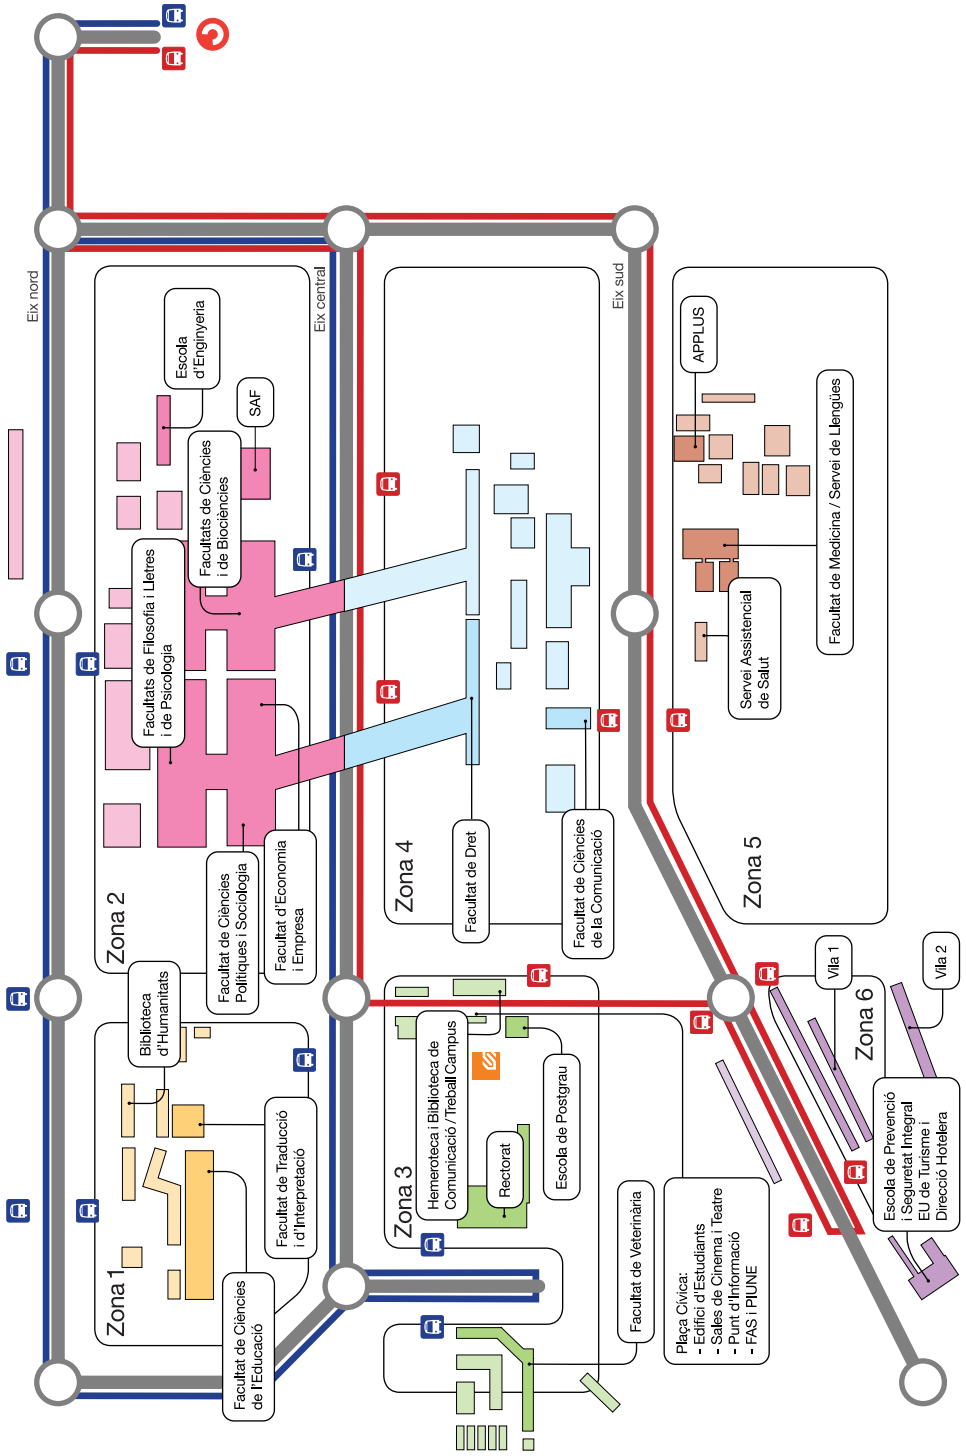 Eix nord
Escola
d'Enginyeria
SAF
Facultats de Ciències
i de Biociències
Facultats de Filosofia i Lletres
i de Psicologia
Facultat de Ciències
Polítiques i Sociologia
Facultat d'Economia
i Empresa
Zona 2
Biblioteca
d'Humanitats
Facultat de Traducció
i d'Interpretació
Facultat de Ciències
de l'Educació
Zona 1
Eix central
Zona 4
Facultat de Dret
Facultat de Ciències
de la Comunicació
Zona 3
Hemeroteca i Biblioteca de
Comunicació / Treball Campus
Rectorat
Escola de Postgrau
Facultat de Veterinària
Plaça Cívica:
- Edifici d'Estudiants
- Sales de Cinema i Teatre
- Punt d'Informació
- FAS i PIUNE
Eix sud
APPLUS
Facultat de Medicina / Servei de Llengües
Servei Assistencial
de Salut
Zona 5
Vila 1
Vila 2
Zona 6
Escola de Prevenció
i Seguretat Integral
EU de Turisme i
Direcció Hotelera